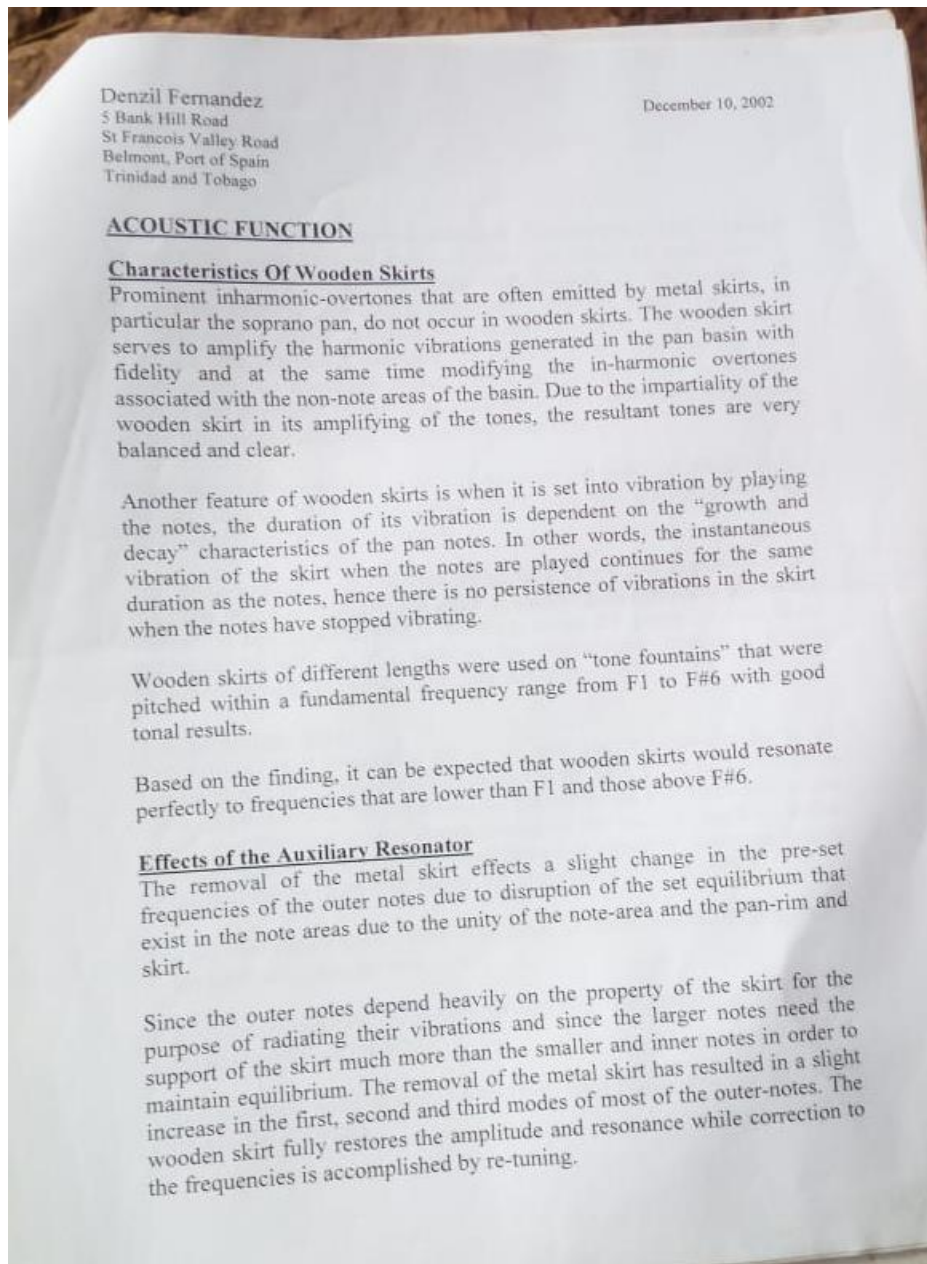 Denzil Fernandez
December 10, 2002
5 Bank Hill Road
St Francois Valley Road
Belmont, Port of Spain
Trinidad and Tobago
ACOUSTIC FUNCTION
Characteristics Of Wooden Skirts
Prominent inharmonic-overtones that are often emitted by metal skirts, in
particular the soprano pan, do not occur in wooden skirts. The wooden skirt
serves to amplify the harmonic vibrations generated in the pan basin with
fidelity and at the same time modifying the in-harmonic overtones
associated with the non-note areas of the basin. Due to the impartiality of the
wooden skirt in its amplifying of the tones, the resultant tones are very
balanced and clear.
Another feature of wooden skirts is when it is set into vibration by playing
the notes, the duration of its vibration is dependent on the “growth and
decay” characteristics of the pan notes. In other words, the instantaneous
vibration of the skirt when the notes are played continues for the same
duration as the notes, hence there is no persistence of vibrations in the skirt
when the notes have stopped vibrating.
Wooden skirts of different lengths were used on “tone fountains” that were
pitched within a fundamental frequency range from F1 to F#6 with good
tonal results.
Based on the finding, it can be expected that wooden skirts would resonate
perfectly to frequencies that are lower than F1 and those above F#6.
Effects of the Auxiliary Resonator
The removal of the metal skirt effects a slight change in the pre-set
frequencies of the outer notes due to disruption of the set equilibrium that
exist in the note areas due to the unity of the note-area and the pan-rim and
skirt.
Since the outer notes depend heavily on the property of the skirt for the
purpose of radiating their vibrations and since the larger notes need the
support of the skirt much more than the smaller and inner notes in order to
maintain equilibrium. The removal of the metal skirt has resulted in a slight
increase in the first, second and third modes of most of the outer-notes. The
wooden skirt fully restores the amplitude and resonance while correction to
the frequencies is accomplished by re-tuning.